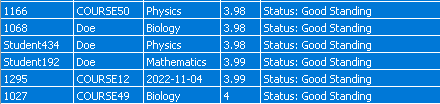 1166 COURSE50 Physics 3.98 Status: Good Standing
1068 Doe Biology 3.98 Status: Good Standing
Student434 Doe Physics 3.98 Status: Good Standing
Student192 Doe Mathematics 3.99 Status: Good Standing
1295 COURSE12 2022-11-04 3.99 Status: Good Standing
1027 COURSE49 Biology 4 Status: Good Standing